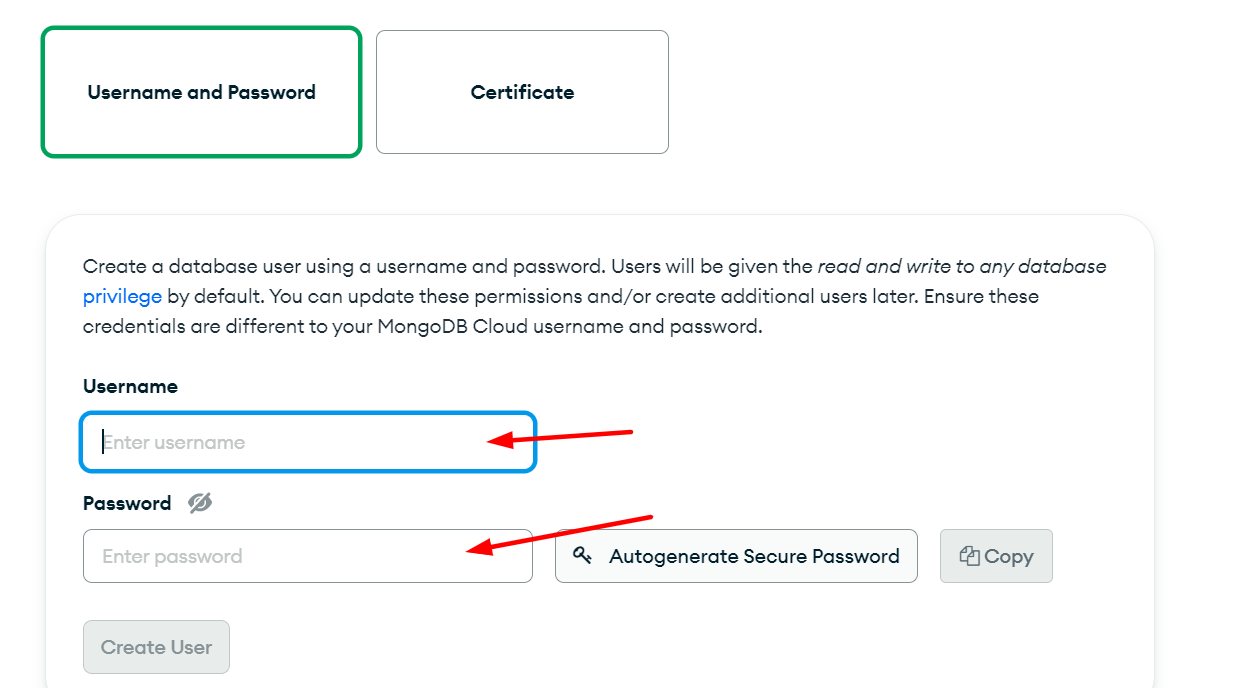 Username and Password
Certificate
Create a database user using a username and password. Users will be given the read and write to any database
privilege by default. You can update these permissions and/or create additional users later. Ensure these
credentials are different to your MongoDB Cloud username and password.
Username
Enter username
Password
Enter password
Autogenerate Secure Password
Copy
Create User